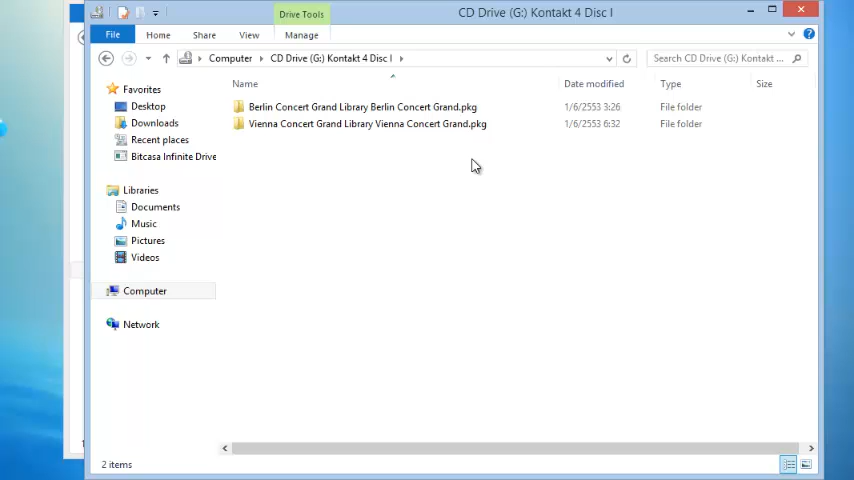 Drive Tools
CD Drive (G:) Kontakt 4 Disc I
File Home Share View Manage
Computer CD Drive (G:) Kontakt 4 Disc I
Search CD Drive (G:) Kontakt 4 ...
Name Date modified Type Size
Favorites
Desktop
Downloads
Recent places
Bitcasa Infinite Drive
Libraries
Documents
Music
Pictures
Videos
Computer
Network
Berlin Concert Grand Library Berlin Concert Grand.pkg 1/6/2553 3:26 File folder
Vienna Concert Grand Library Vienna Concert Grand.pkg 1/6/2553 6:32 File folder
2 items